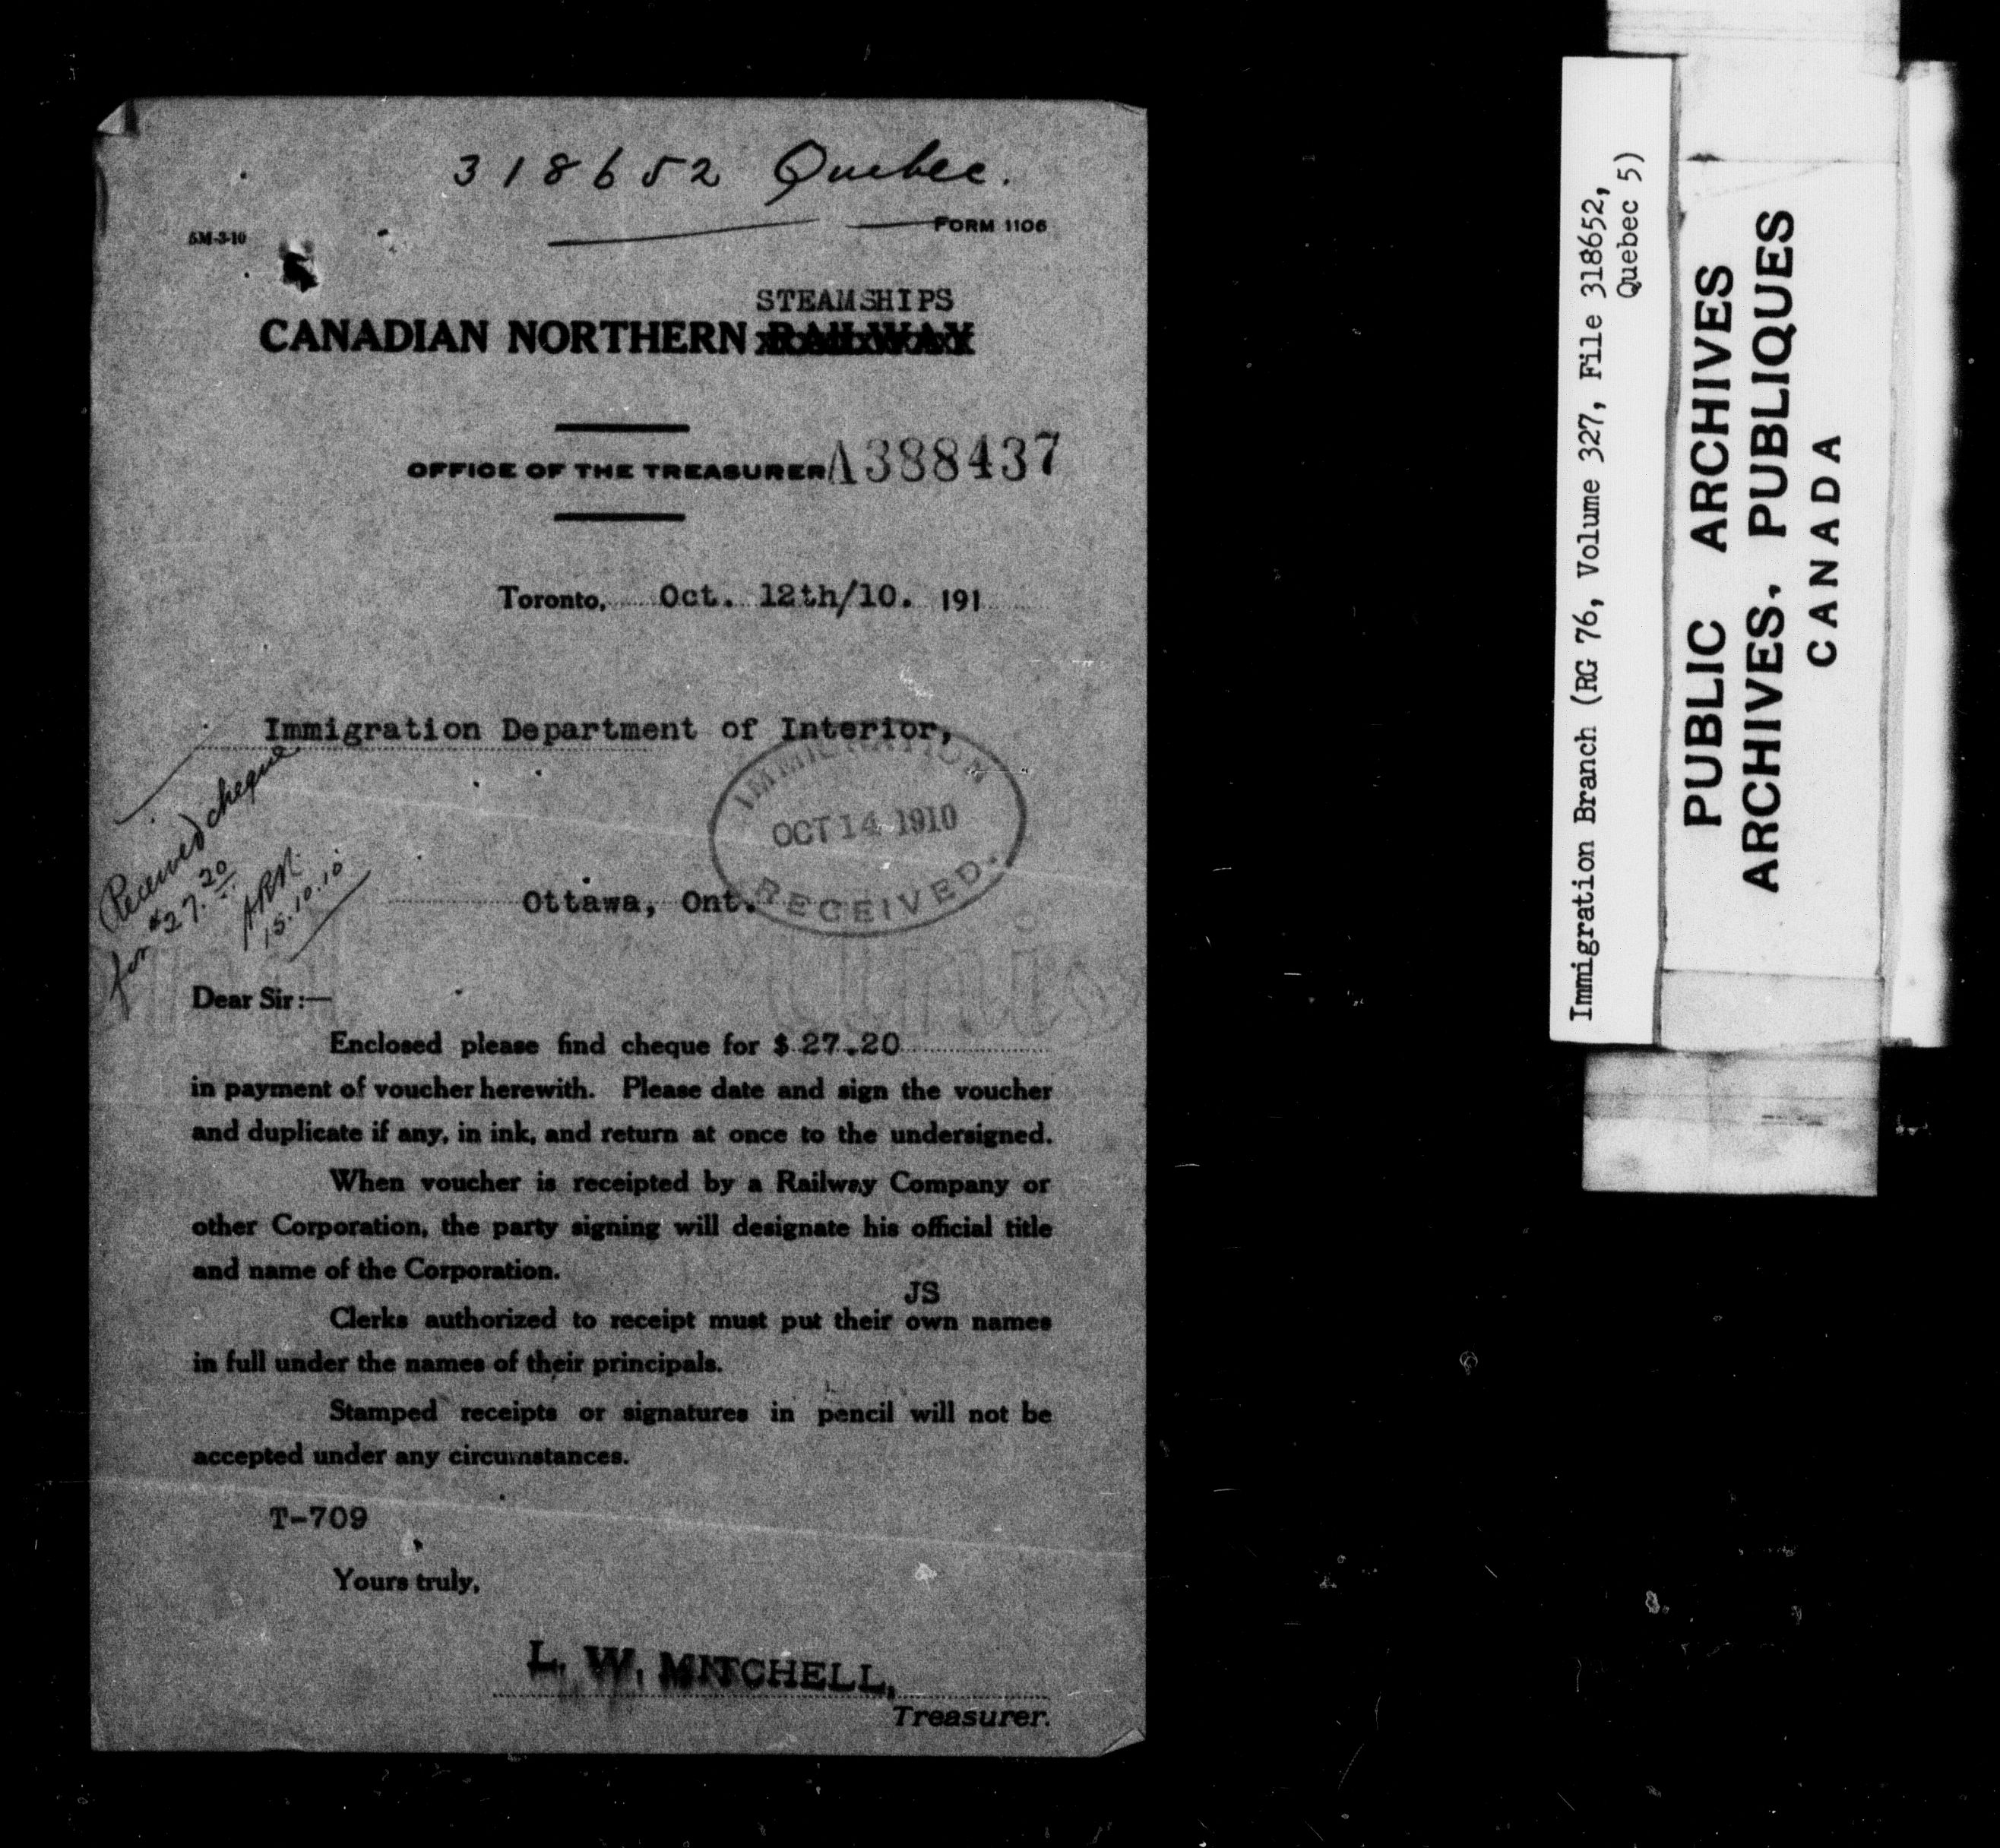 318652 Quebec.
5M-3-10
FORM 1106
STEAMSHIPS
CANADIAN NORTHERN RAILWAY
OFFICE OF THE TREASURER A388437
Toronto, Oct. 12th/10. 191
Immigration Department of Interior,
IMMIGRATION
OCT 14 1910
RECEIVED.
Received cheque
for $27.20
15.10.10
Ottawa, Ont.
Dear Sir:—
Enclosed please find cheque for $ 27.20
in payment of voucher herewith. Please date and sign the voucher
and duplicate if any, in ink, and return at once to the undersigned.
When voucher is receipted by a Railway Company or
other Corporation, the party signing will designate his official title
and name of the Corporation.
JS
Clerks authorized to receipt must put their own names
in full under the names of their principals.
Stamped receipts or signatures in pencil will not be
accepted under any circumstances.
T-709
Yours truly,
L. W. MITCHELL,
Treasurer.
Immigration Branch (RG 76, Volume 327, File 318652,
Quebec 5)
PUBLIC ARCHIVES
ARCHIVES. PUBLIQUES
CANADA